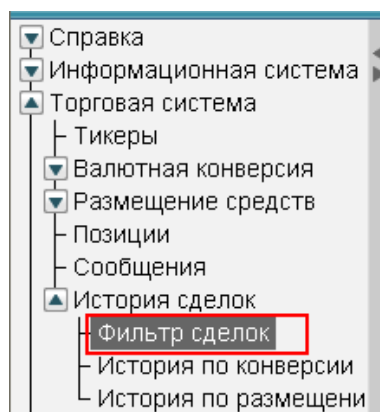 Справка
Информационная система
Торговая система
Тикеры
Валютная конверсия
Размещение средств
Позиции
Сообщения
История сделок
Фильтр сделок
История по конверсии
История по размещени